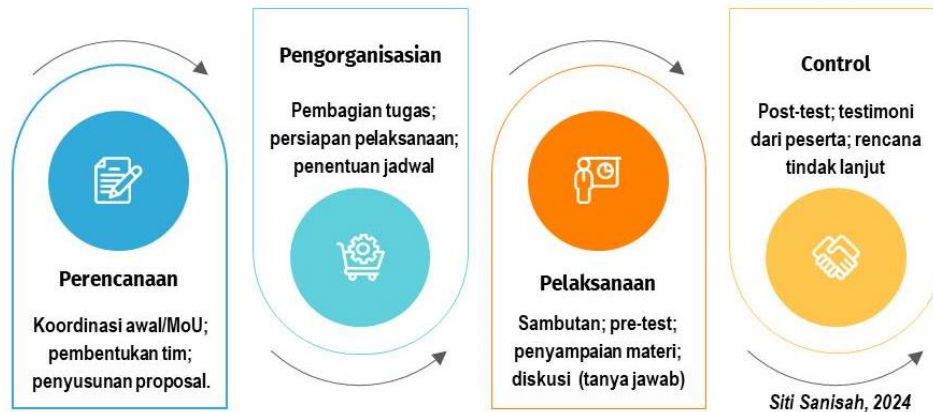 Perencanaan
Koordinasi awal/MoU;
pembentukan tim;
penyusunan proposal.
Pengorganisasian
Pembagian tugas;
persiapan pelaksanaan;
penentuan jadwal
Pelaksanaan
Sambutan; pre-test;
penyampaian materi;
diskusi (tanya jawab)
Control
Post-test; testimoni
dari peserta; rencana
tindak lanjut
Siti Sanisah, 2024